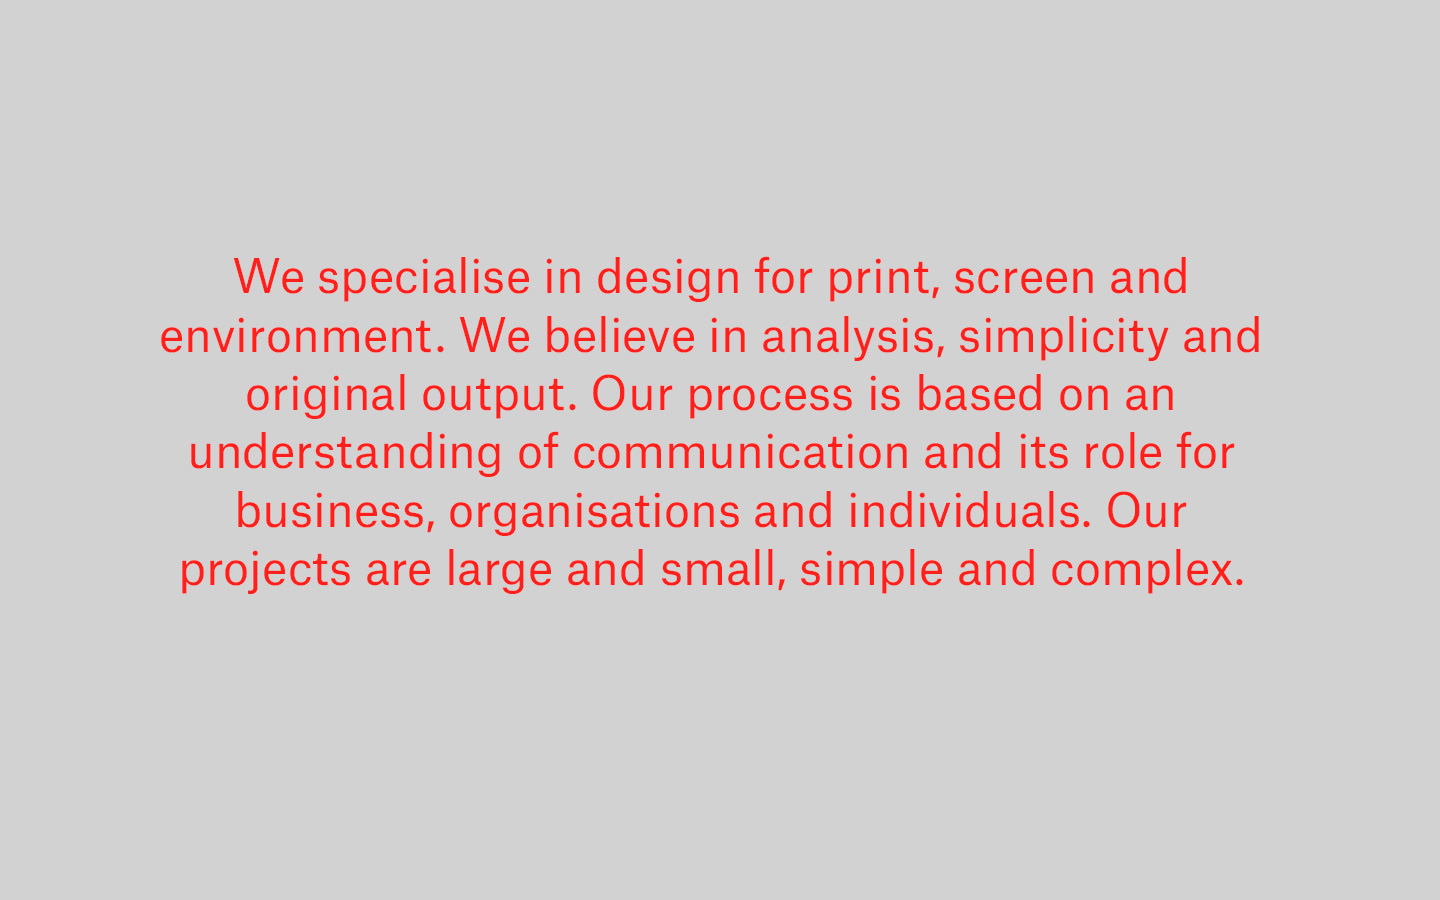 We specialise in design for print, screen and
environment. We believe in analysis, simplicity and
original output. Our process is based on an
understanding of communication and its role for
business, organisations and individuals. Our
projects are large and small, simple and complex.